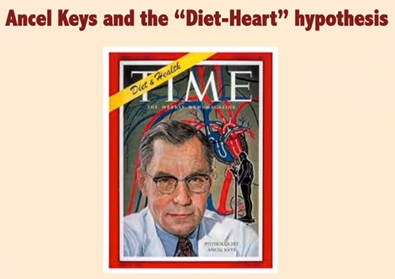 Ancel Keys and the “Diet-Heart” hypothesis
Diet & Health
TIME
THE WEEKLY NEWSMAGAZINE
PHYSIOLOGIST
ANCEL KEYS